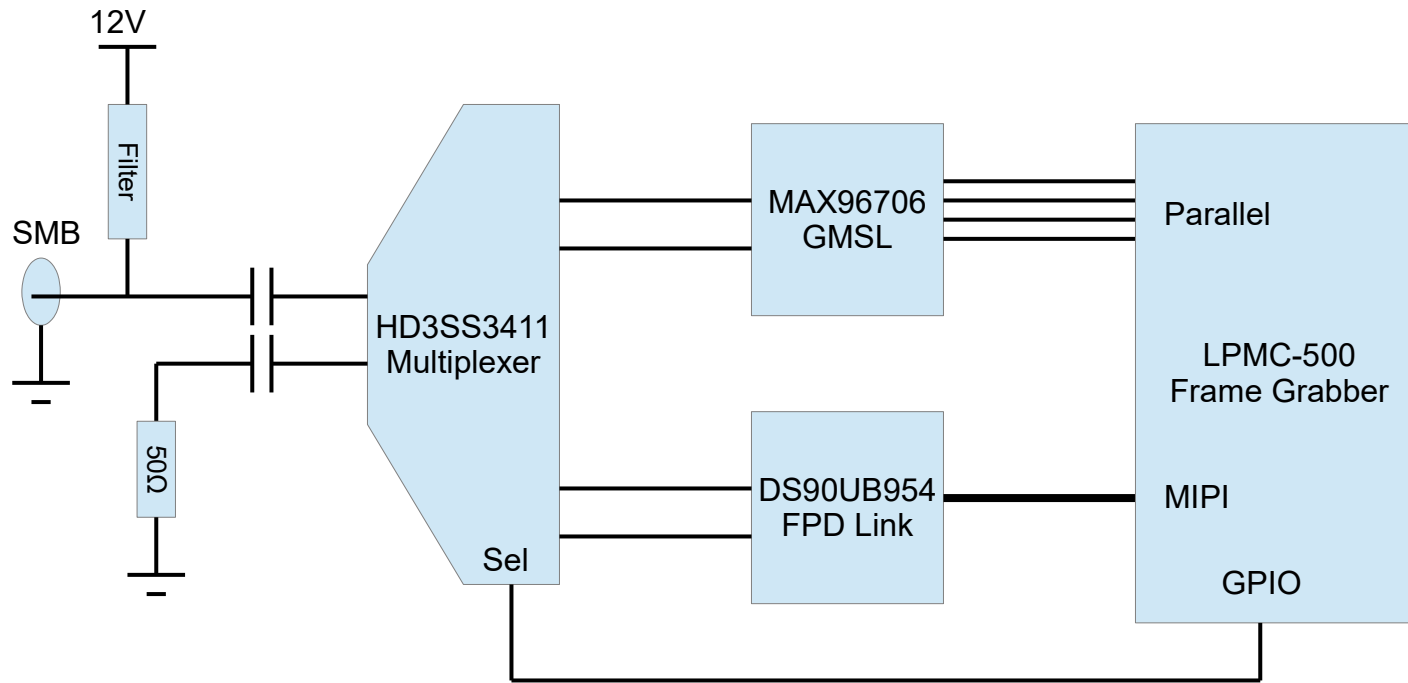 12V
Filter
SMB
50Ω
HD3SS3411
Multiplexer
Sel
MAX96706
GMSL
DS90UB954
FPD Link
Parallel
LPMC-500
Frame Grabber
MIPI
GPIO